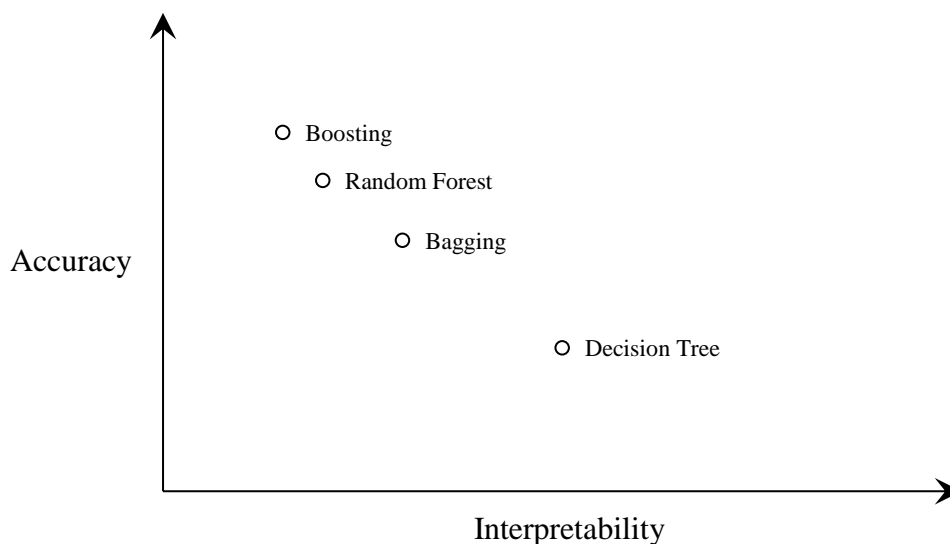 Boosting
Random Forest
Bagging
Accuracy
Decision Tree
Interpretability